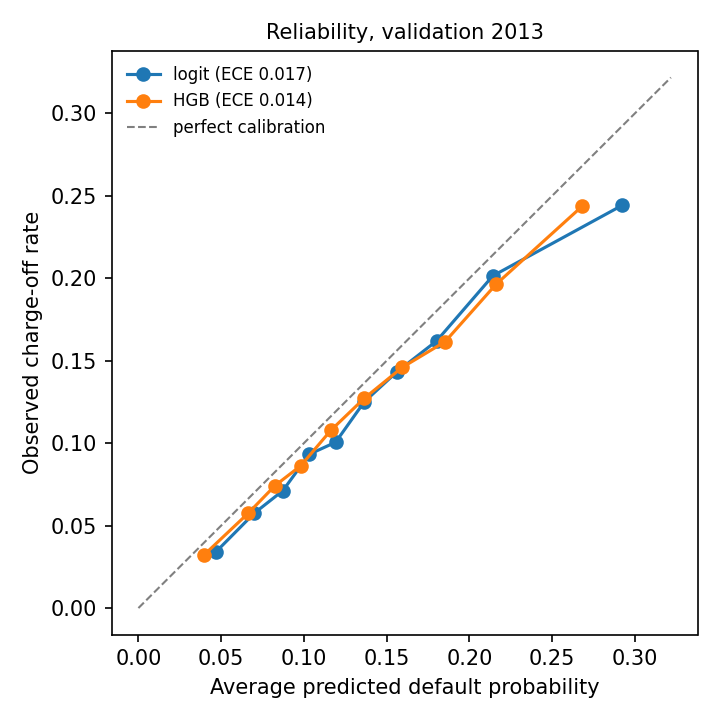 Reliability, validation 2013
logit (ECE 0.017)
HGB (ECE 0.014)
perfect calibration
Observed charge-off rate
0.30
0.25
0.20
0.15
0.10
0.05
0.00
0.00 0.05 0.10 0.15 0.20 0.25 0.30
Average predicted default probability